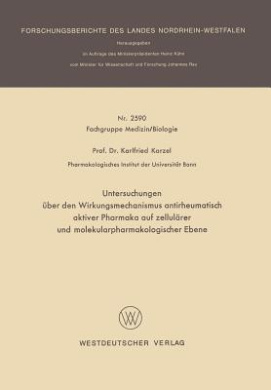 FORSCHUNGSBERICHTE DES LANDES NORDRHEIN-WESTFALEN
Herausgegeben
im Auftrage des Ministerpräsidenten Heinz Kühn
vom Minister für Wissenschaft und Forschung Johannes Rau
Nr. 2590
Fachgruppe Medizin/Biologie
Prof. Dr. Karlfried Karzel
Pharmakologisches Institut der Universität Bonn
Untersuchungen
über den Wirkungsmechanismus antirheumatisch
aktiver Pharmaka auf zellulärer
und molekularpharmakologischer Ebene
WESTDEUTSCHER VERLAG